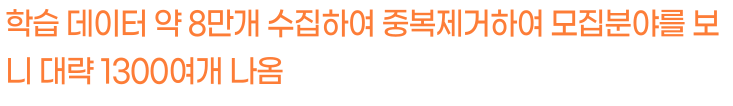 학습 데이터 약 8만개 수집하여 중복제거하여 모집분야를 보
니 대략 1300여개 나옴